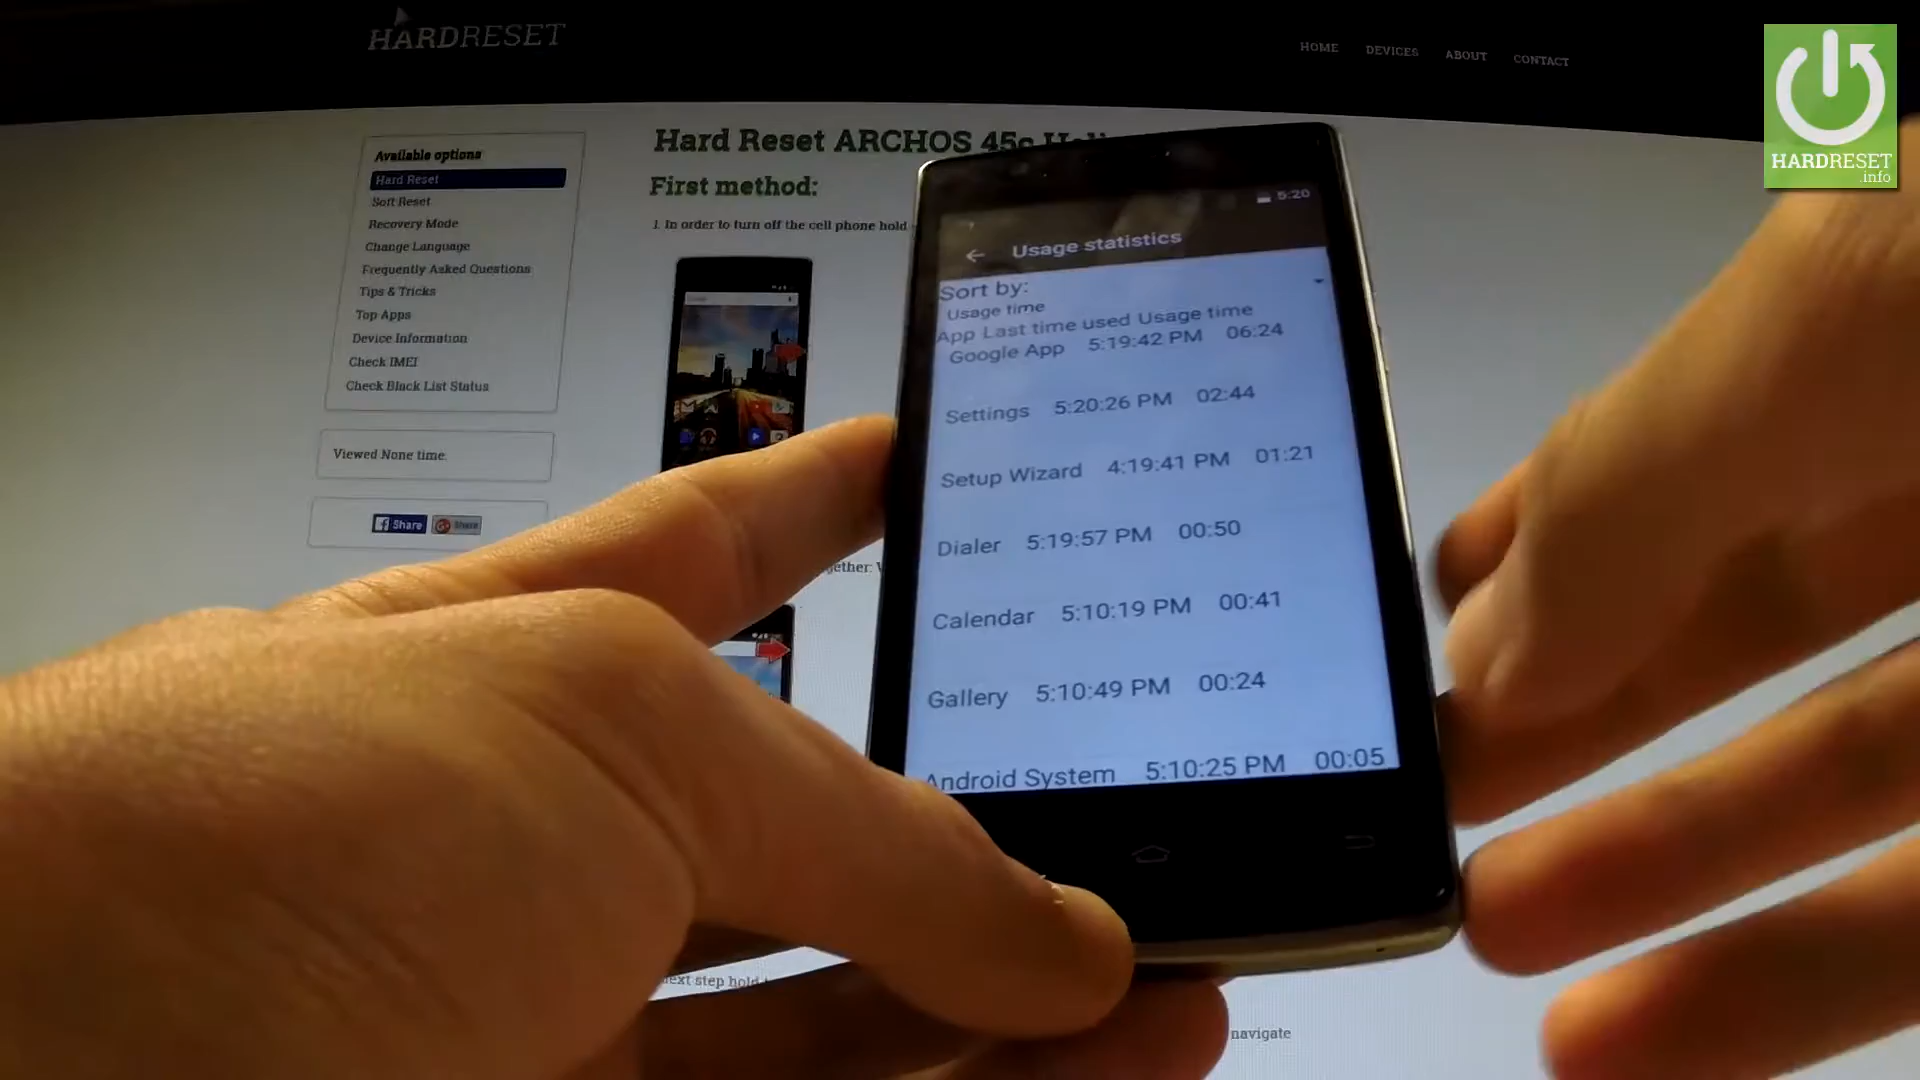 HARDRESET
HOME DEVICES ABOUT CONTACT
HARDRESET
.info
Available options
Hard Reset
Soft Reset
Recovery Mode
Change Language
Frequently Asked Questions
Tips & Tricks
Top Apps
Device Information
Check IMEI
Check Black List Status
Viewed None time.
Share Share
Hard Reset ARCHOS 45c
First method:
1. In order to turn off the cell phone hold
5:20
Usage statistics
Sort by:
Usage time
App Last time used Usage time
Google App 5:19:42 PM 06:24
Settings 5:20:26 PM 02:44
Setup Wizard 4:19:41 PM 01:21
Dialer 5:19:57 PM 00:50
Calendar 5:10:19 PM 00:41
Gallery 5:10:49 PM 00:24
Android System 5:10:25 PM 00:05
step hold
navigate